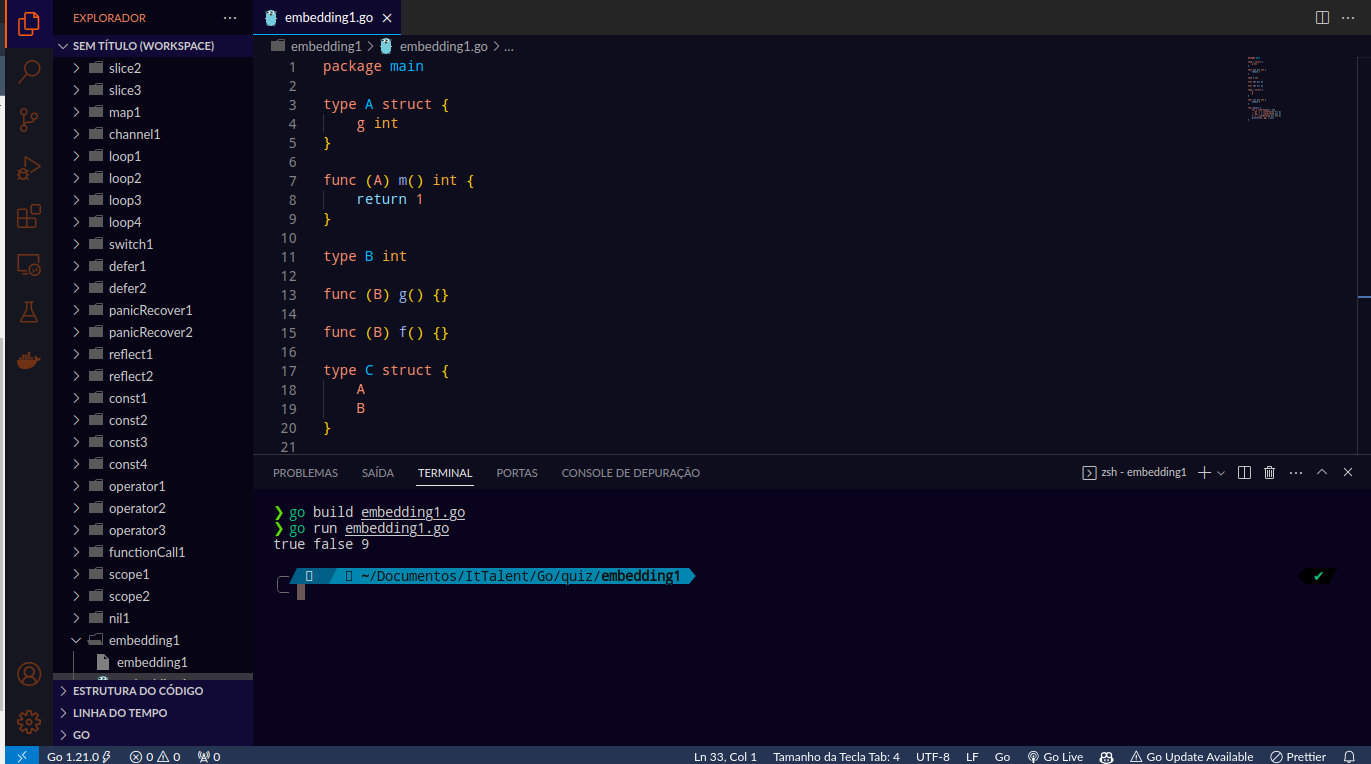 EXPLORADOR ...
embedding1.go
SEM TÍTULO (WORKSPACE)
embedding1 > embedding1.go > ...
slice2
slice3
map1
channel1
loop1
loop2
loop3
loop4
switch1
defer1
defer2
panicRecover1
panicRecover2
reflect1
reflect2
const1
const2
const3
const4
operator1
operator2
operator3
functionCall1
scope1
scope2
nil1
embedding1
embedding1
ESTRUTURA DO CÓDIGO
LINHA DO TEMPO
GO
1 package main
2
3 type A struct {
4 g int
5 }
6
7 func (A) m() int {
8 return 1
9 }
10
11 type B int
12
13 func (B) g() {}
14
15 func (B) f() {}
16
17 type C struct {
18 A
19 B
20 }
21
PROBLEMAS SAÍDA TERMINAL PORTAS CONSOLE DE DEPURAÇÃO zsh - embedding1
❯ go build embedding1.go
❯ go run embedding1.go
true false 9
~/Documentos/ItTalent/Go/quiz/embedding1 ✔
Go 1.21.0 0 0 0 Ln 33, Col 1 Tamanho da Tecla Tab: 4 UTF-8 LF Go Go Live Go Update Available Prettier